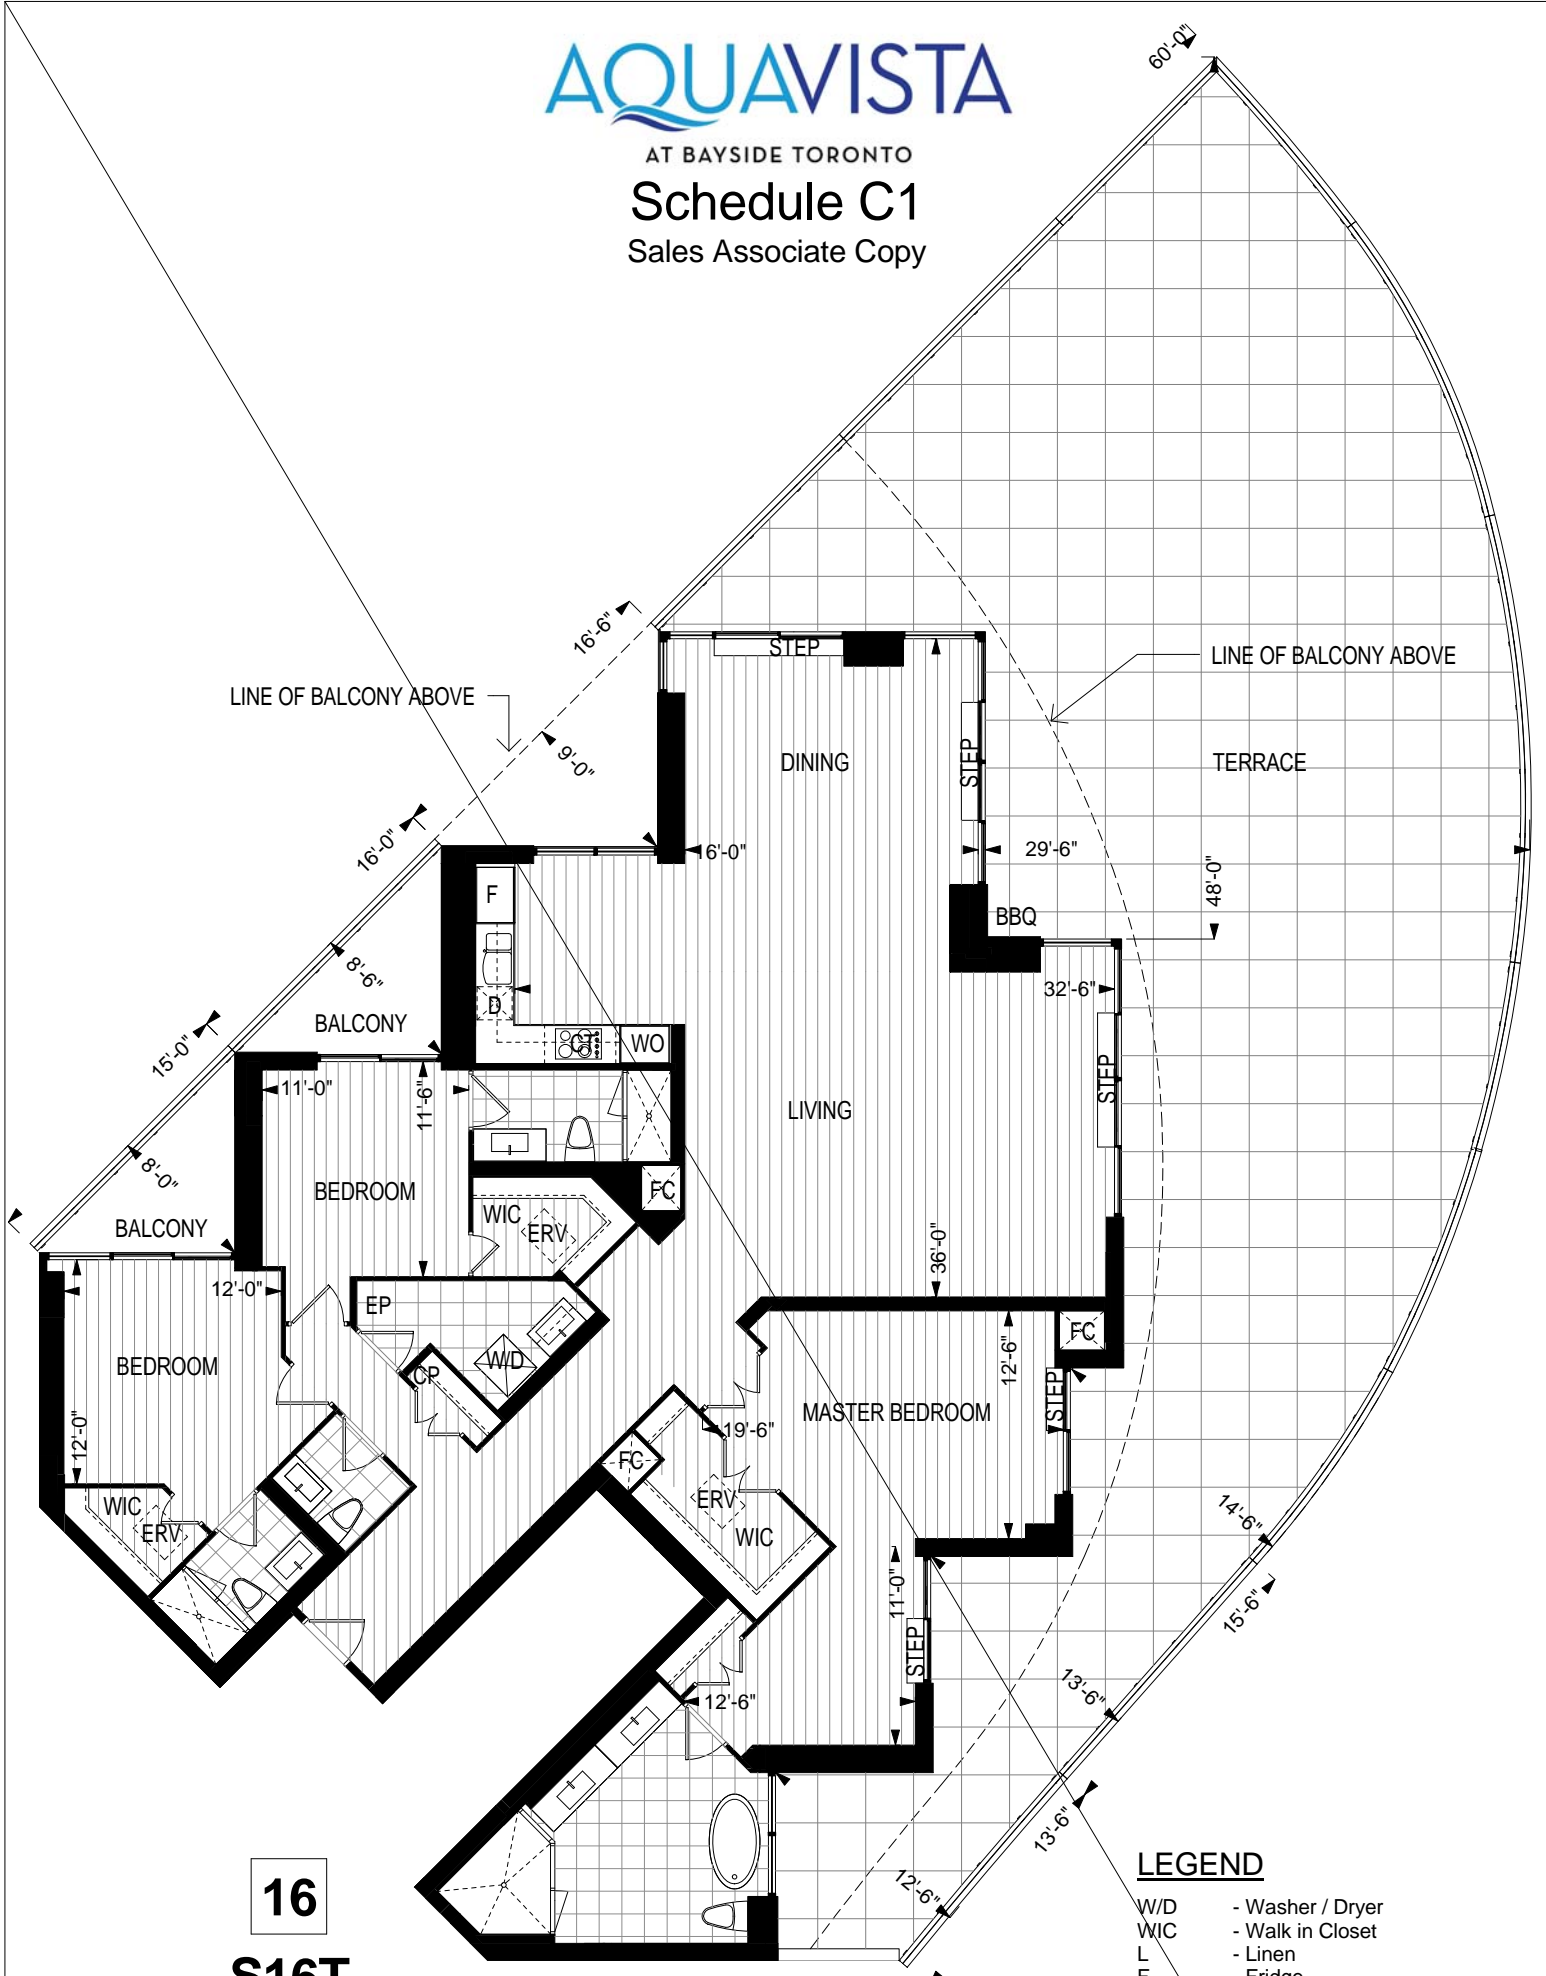 AQUAVISTA
AT BAYSIDE TORONTO
Schedule C1
Sales Associate Copy
60'-0"
16'-6"
STEP
LINE OF BALCONY ABOVE
LINE OF BALCONY ABOVE
9'-0"
DINING
STEP
TERRACE
16'-0"
16'-0"
29'-6"
48'-0"
F
BBQ
8'-6"
D
32'-6"
BALCONY
CT
WO
15'-0"
STEP
11'-0"
11'-6"
LIVING
8'-0"
BEDROOM
FC
BALCONY
WIC
ERV
36'-0"
12'-0"
EP
FC
BEDROOM
W/D
CP
12'-6"
STEP
MASTER BEDROOM
12'-0"
19'-6"
FC
ERV
WIC
ERV
WIC
14'-6"
11'-0"
15'-6"
STEP
13'-6"
12'-6"
13'-6"
12'-6"
16
S16T
LEGEND
W/D - Washer / Dryer
WIC - Walk in Closet
L - Linen
F - Fridge